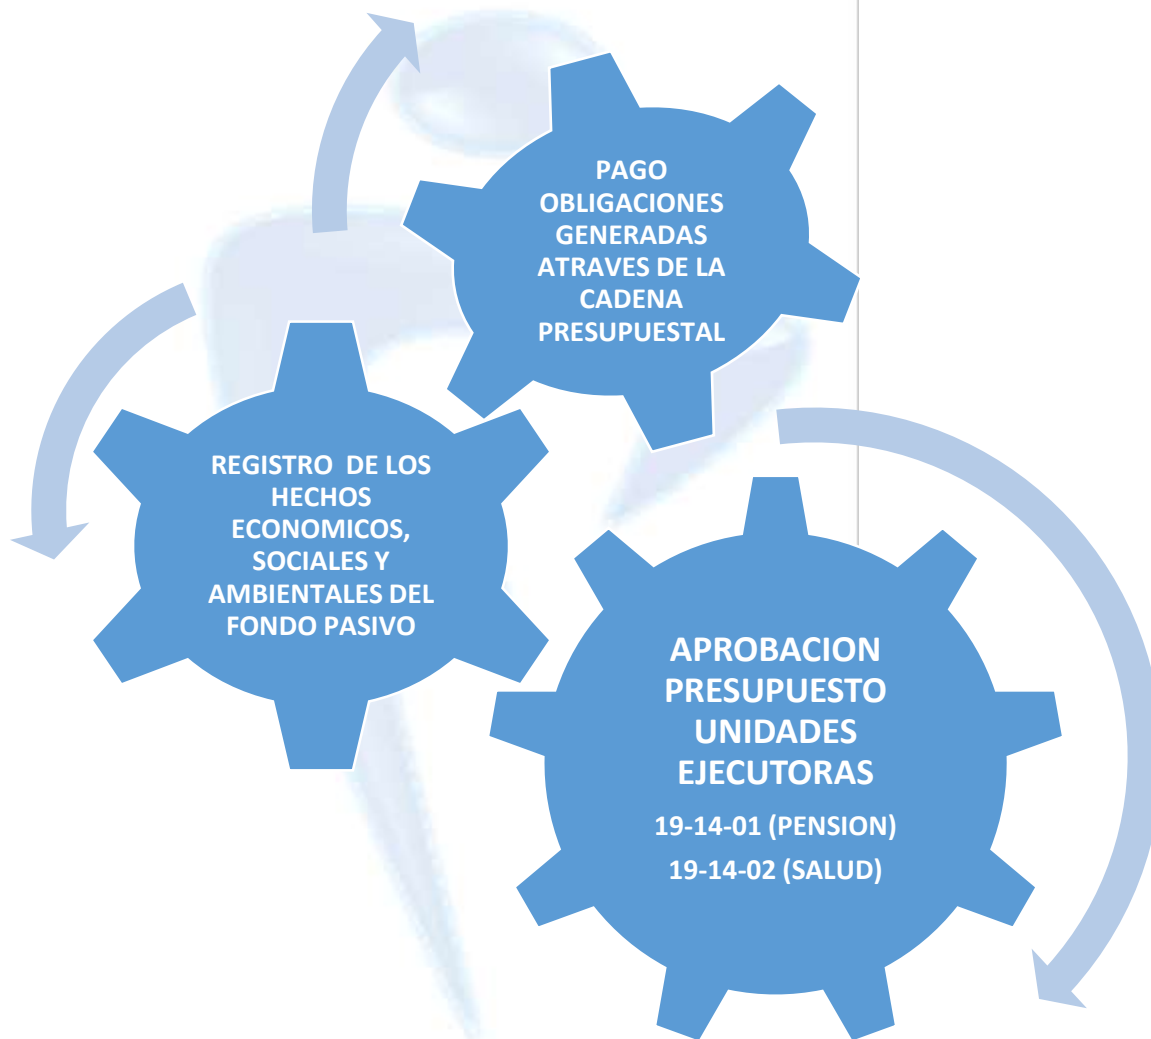 PAGO
OBLIGACIONES
GENERADAS
ATRAVES DE LA
CADENA
PRESUPUESTAL
REGISTRO DE LOS
HECHOS
ECONOMICOS,
SOCIALES Y
AMBIENTALES DEL
FONDO PASIVO
APROBACION
PRESUPUESTO
UNIDADES
EJECUTORAS
19-14-01 (PENSION)
19-14-02 (SALUD)